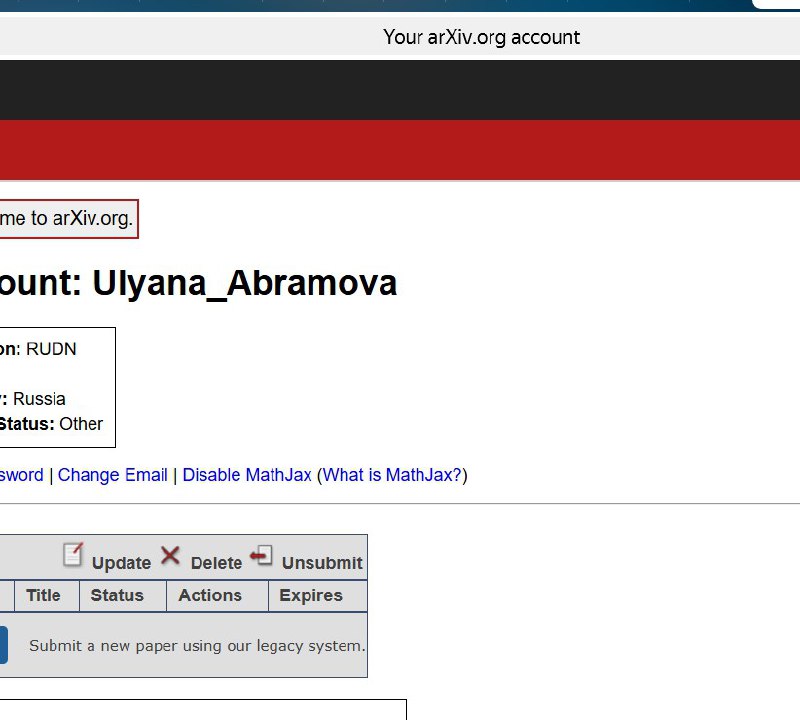 Your arXiv.org account
me to arXiv.org.
ount: Ulyana_Abramova
on: RUDN
y: Russia
Status: Other
sword | Change Email | Disable MathJax (What is MathJax?)
Update Delete Unsubmit
Title Status Actions Expires
Submit a new paper using our legacy system.